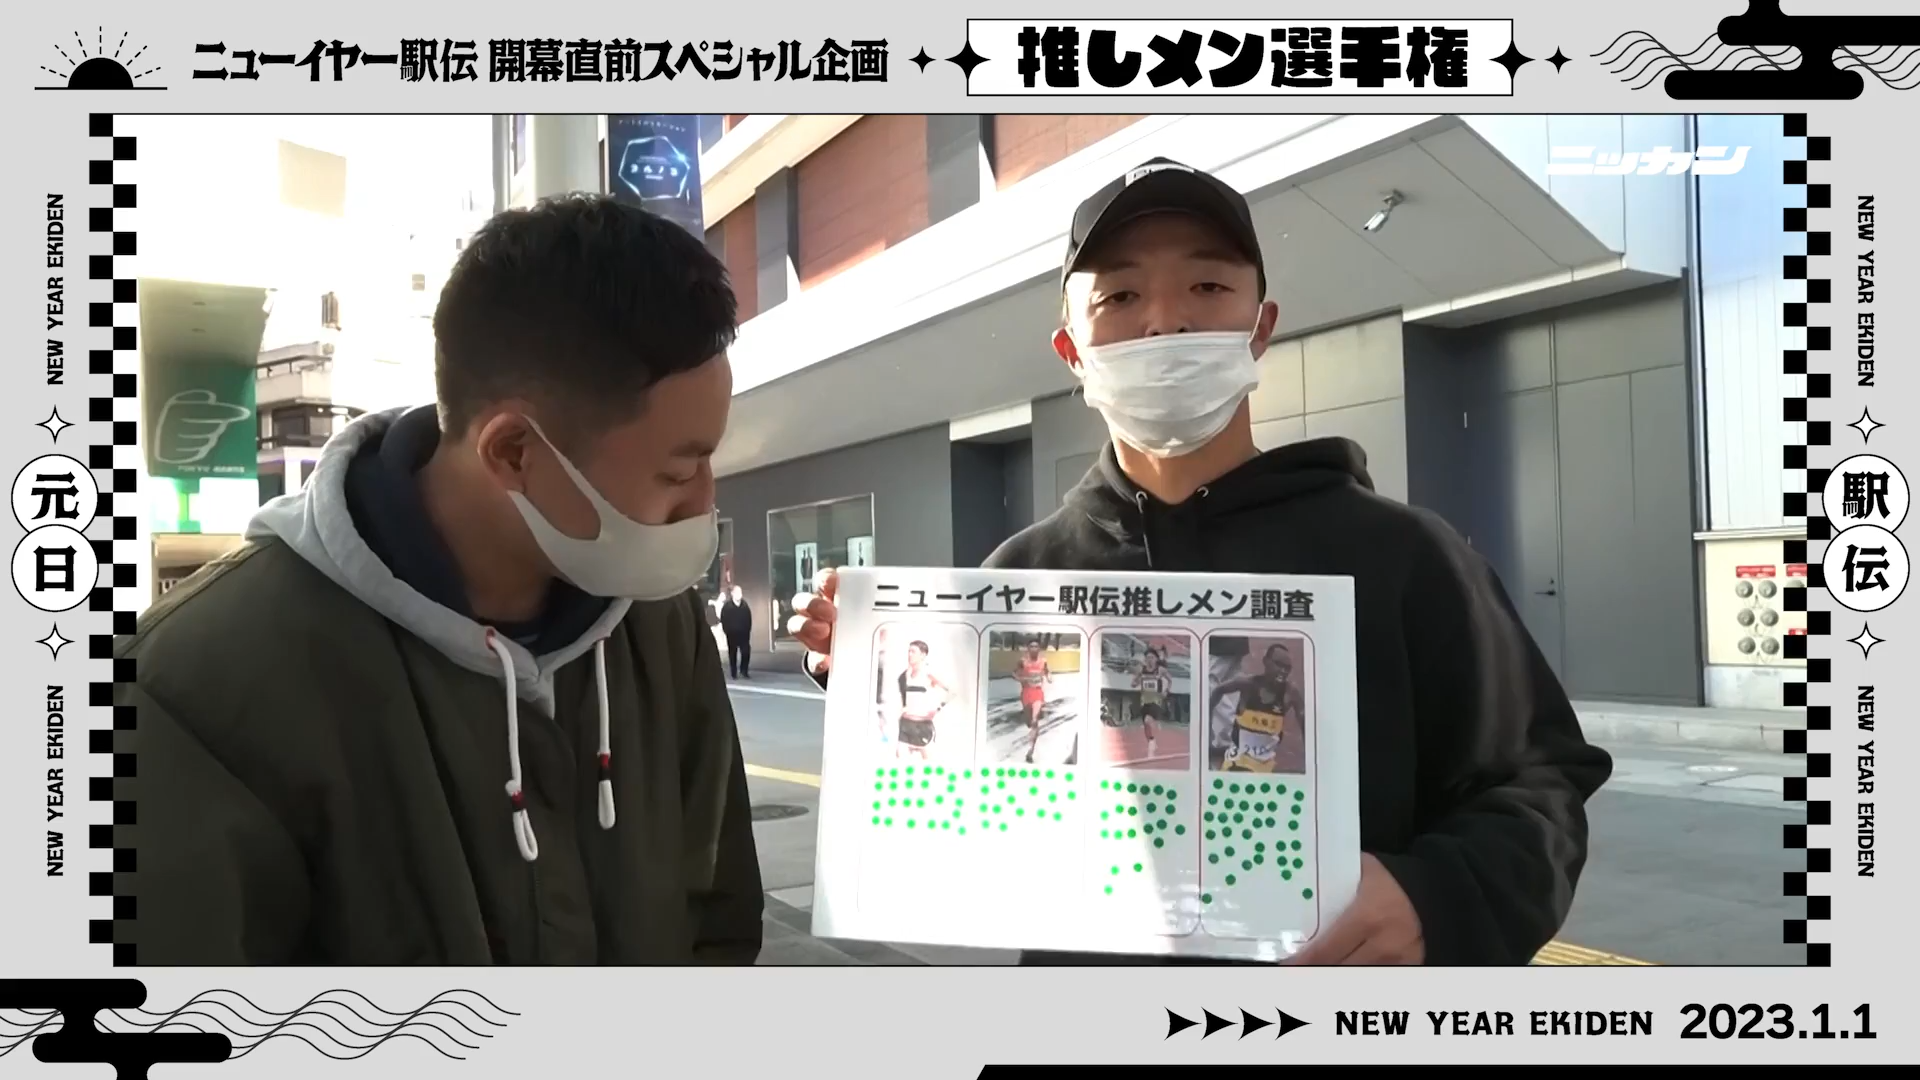 ニューイヤー駅伝 開幕直前スペシャル企画
推しメン選手権
ニッカン
NEW YEAR EKIDEN
元日
NEW YEAR EKIDEN
NEW YEAR EKIDEN
駅伝
NEW YEAR EKIDEN
TOKYU HANDS
ニューイヤー駅伝推しメン調査
NEW YEAR EKIDEN 2023.1.1